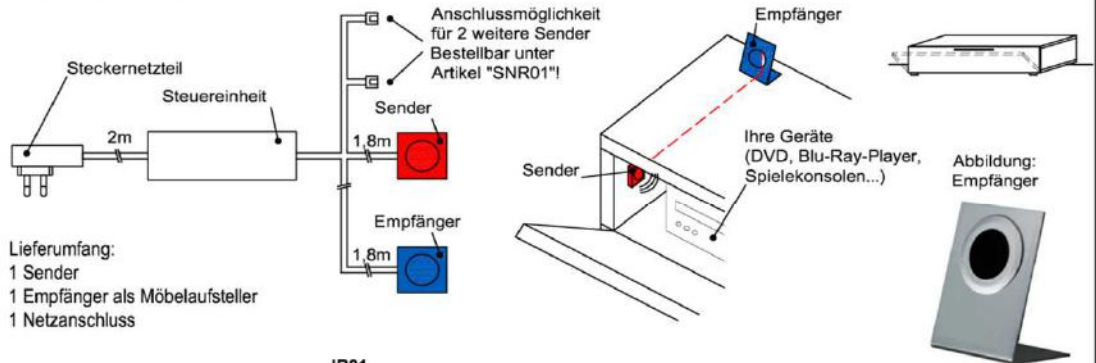 Anschlussmöglichkeit
für 2 weitere Sender
Bestellbar unter
Artikel "SNR01"!
Steckernetzteil
Steuereinheit
2m
Sender
1,8m
Empfänger
1,8m
Lieferumfang:
1 Sender
1 Empfänger als Möbelaufsteller
1 Netzanschluss
Empfänger
Sender
Ihre Geräte
(DVD, Blu-Ray-Player,
Spielekonsolen...)
Abbildung:
Empfänger